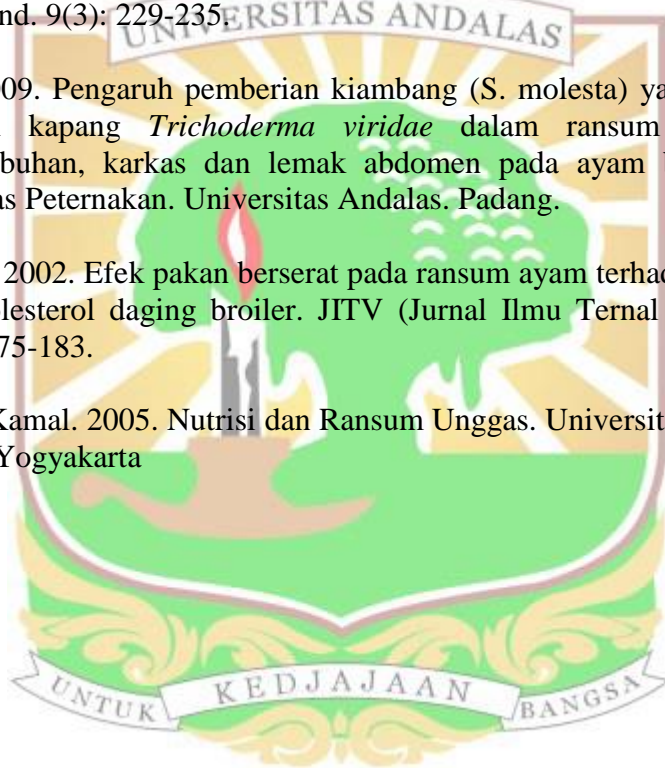 nd. 9(3): 229-235.
UNIVERSITAS ANDALAS
09. Pengaruh pemberian kiambang (S. molesta) ya
kapang Trichoderma viridae dalam ransum
buhan, karkas dan lemak abdomen pada ayam
as Peternakan. Universitas Andalas. Padang.
2002. Efek pakan berserat pada ransum ayam terhad
olesterol daging broiler. JITV (Jurnal Ilmu Ternal
75-183.
Kamal. 2005. Nutrisi dan Ransum Unggas. Universit
Yogyakarta
UNTUK KEDJAJAAN BANGSA